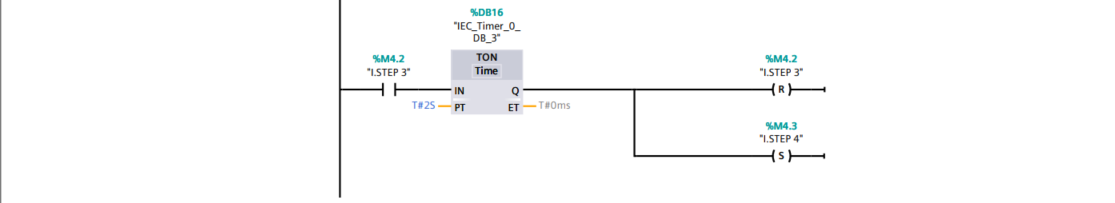 %DB16
"IEC_Timer_0_
DB_3"
TON
Time
%M4.2
"I.STEP 3"
IN
Q
T#2S
PT
ET
T#0ms
%M4.2
"I.STEP 3"
R
%M4.3
"I.STEP 4"
S